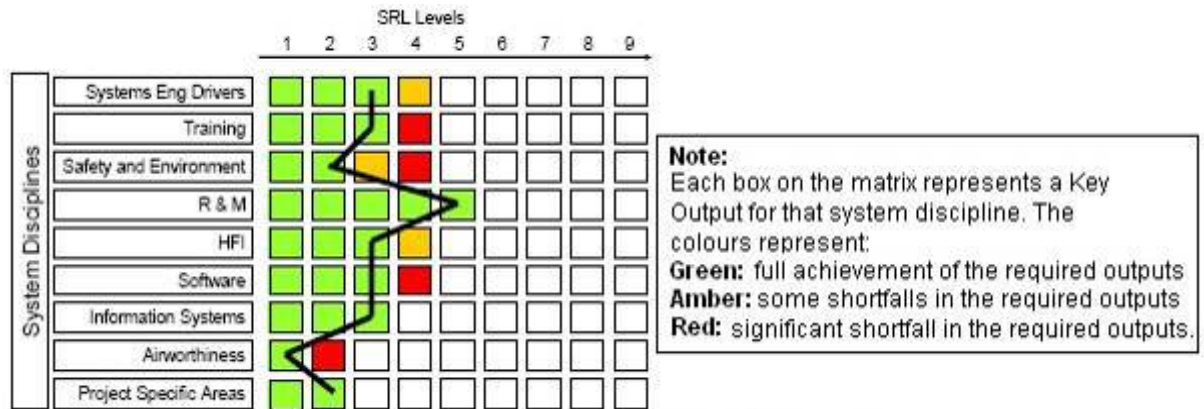 SRL Levels
1 2 3 4 5 6 7 8 9
System Disciplines
Systems Eng Drivers
Training
Safety and Environment
R & M
HFI
Software
Information Systems
Airworthiness
Project Specific Areas
Note:
Each box on the matrix represents a Key
Output for that system discipline. The
colours represent:
Green: full achievement of the required outputs
Amber: some shortfalls in the required outputs
Red: significant shortfall in the required outputs.